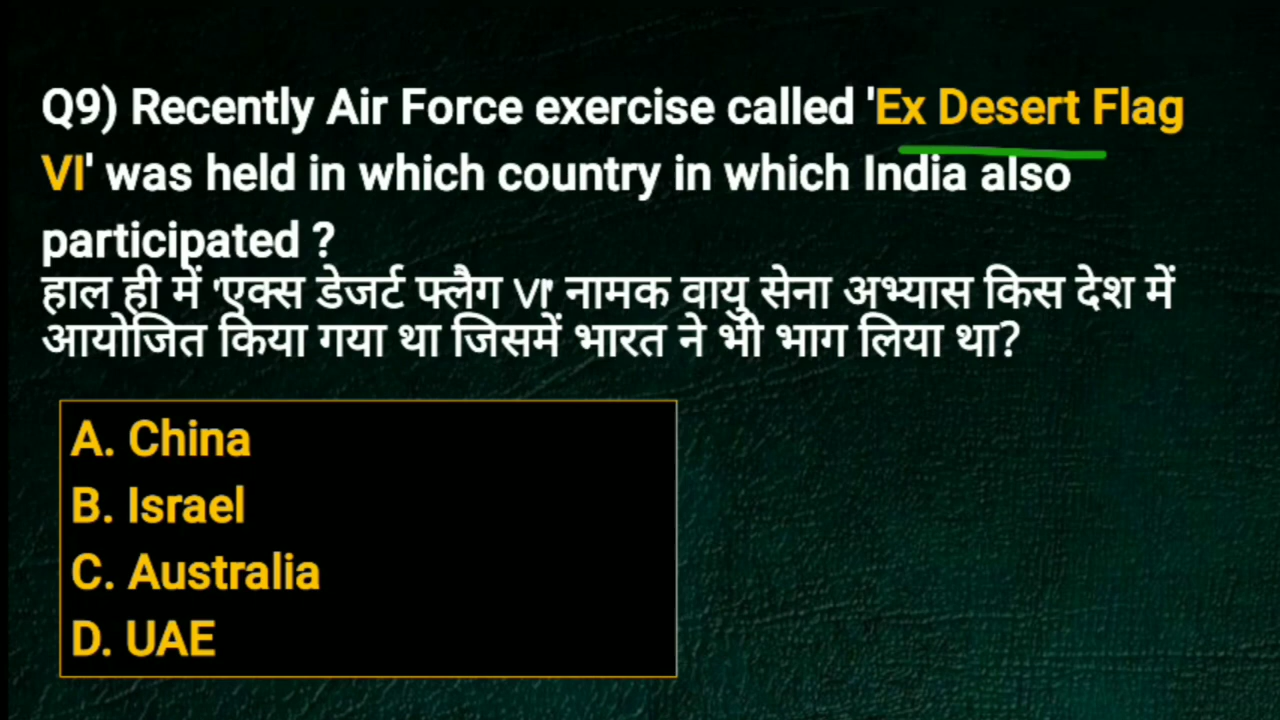 Q9) Recently Air Force exercise called 'Ex Desert Flag
VI' was held in which country in which India also
participated ?
हाल ही में 'एक्स डेजर्ट फ्लैग VI' नामक वायु सेना अभ्यास किस देश में
आयोजित किया गया था जिसमें भारत ने भी भाग लिया था?
A. China
B. Israel
C. Australia
D. UAE